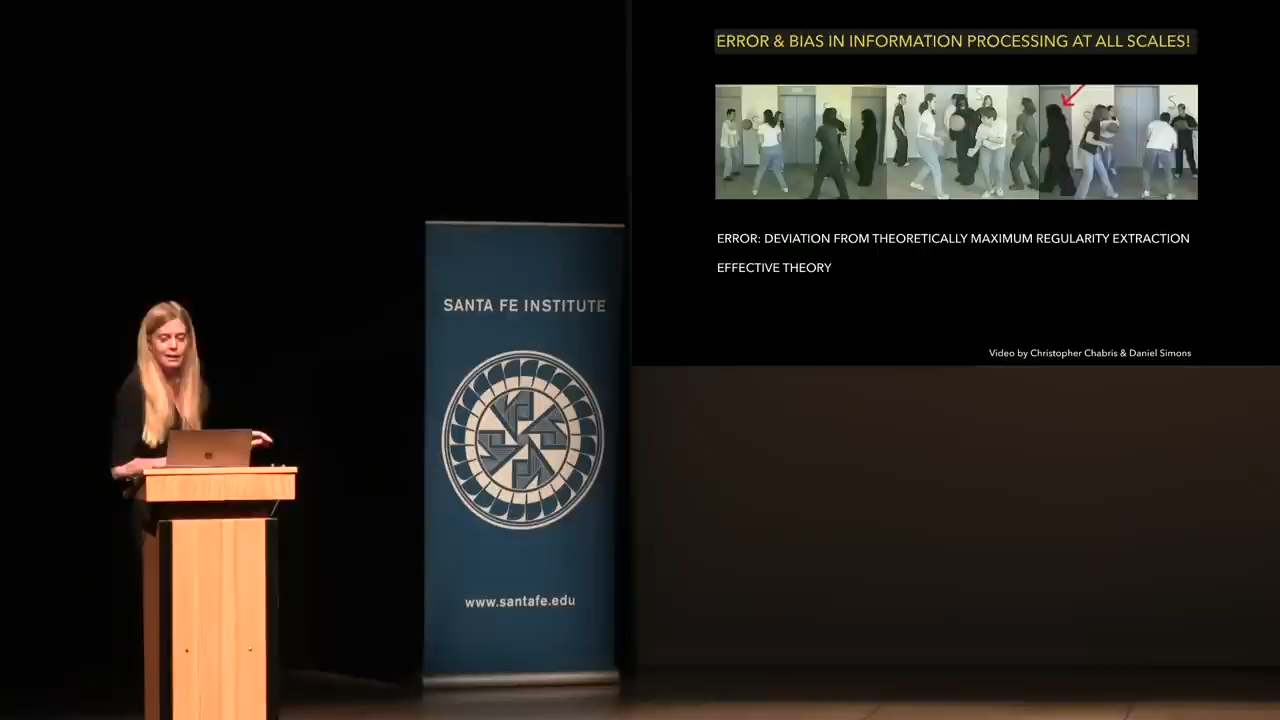 ERROR & BIAS IN INFORMATION PROCESSING AT ALL SCALES!
ERROR: DEVIATION FROM THEORETICALLY MAXIMUM REGULARITY EXTRACTION
EFFECTIVE THEORY
Video by Christopher Chabris & Daniel Simons
SANTA FE INSTITUTE
www.santafe.edu